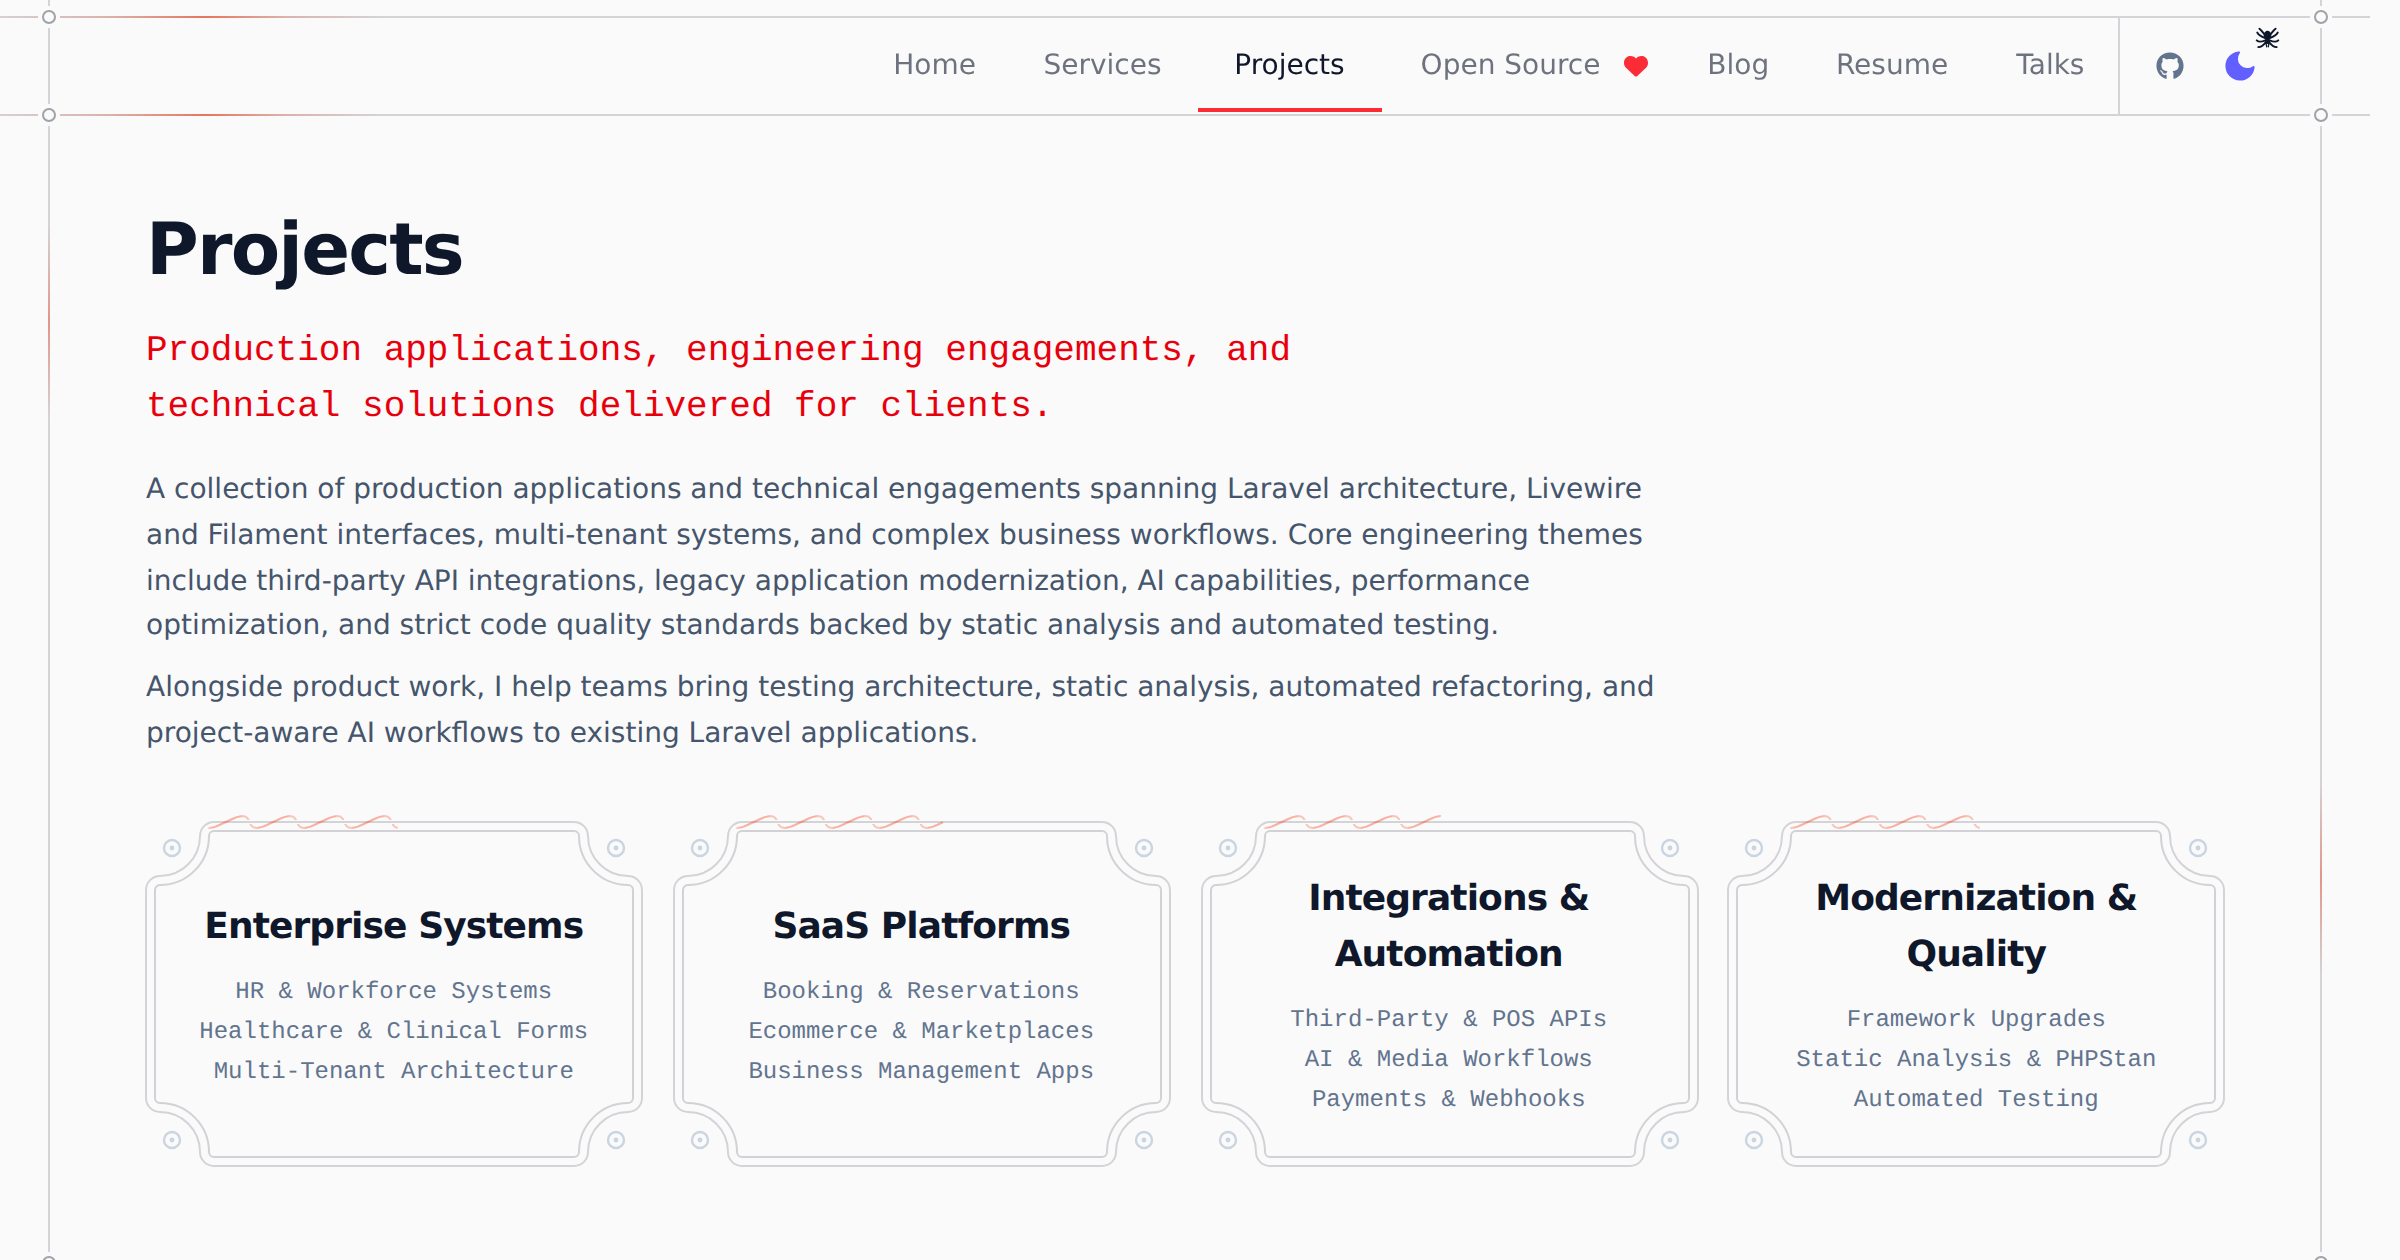 Home Services Projects Open Source Blog Resume Talks
Projects
Production applications, engineering engagements, and
technical solutions delivered for clients.
A collection of production applications and technical engagements spanning Laravel architecture, Livewire
and Filament interfaces, multi-tenant systems, and complex business workflows. Core engineering themes
include third-party API integrations, legacy application modernization, AI capabilities, performance
optimization, and strict code quality standards backed by static analysis and automated testing.
Alongside product work, I help teams bring testing architecture, static analysis, automated refactoring, and
project-aware AI workflows to existing Laravel applications.
Enterprise Systems
HR & Workforce Systems
Healthcare & Clinical Forms
Multi-Tenant Architecture
SaaS Platforms
Booking & Reservations
Ecommerce & Marketplaces
Business Management Apps
Integrations &
Automation
Third-Party & POS APIs
AI & Media Workflows
Payments & Webhooks
Modernization &
Quality
Framework Upgrades
Static Analysis & PHPStan
Automated Testing